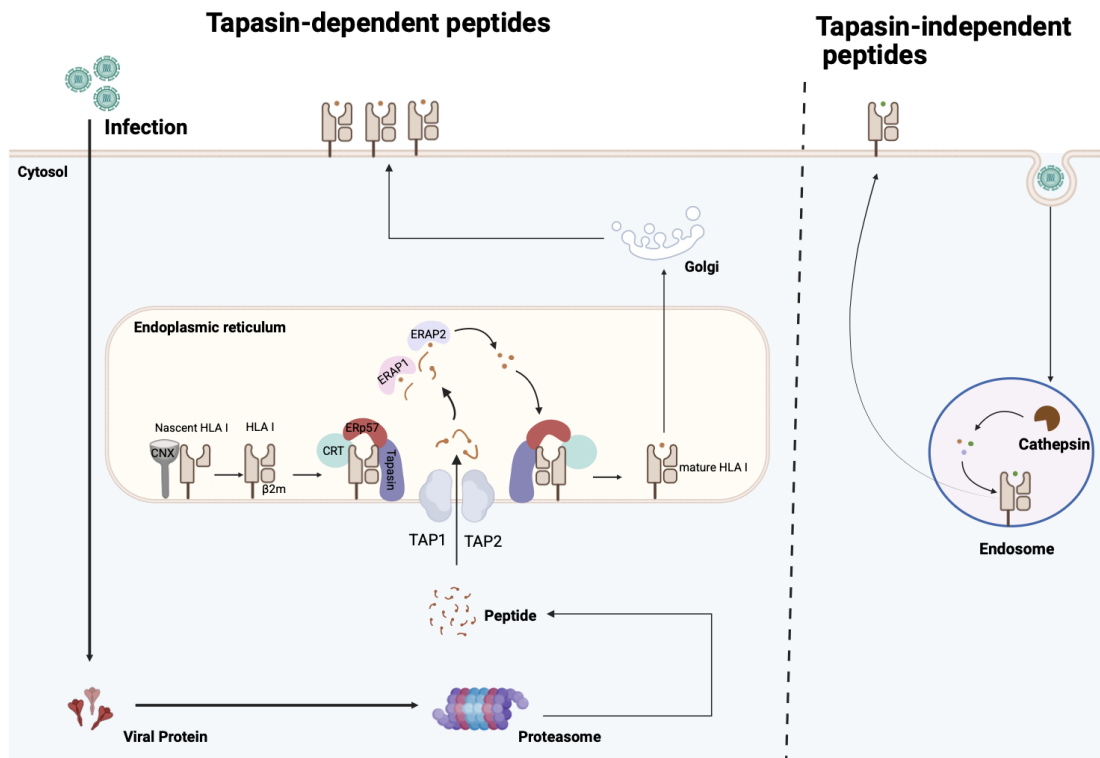 Tapasin-dependent peptides
Tapasin-independent
peptides
Infection
Cytosol
Golgi
Endoplasmic reticulum
ERAP2
ERAP1
Nascent HLA I
HLA I
ERp57
CNX
CRT
Tapasin
β2m
mature HLA I
Cathepsin
TAP1
TAP2
Endosome
Peptide
Viral Protein
Proteasome